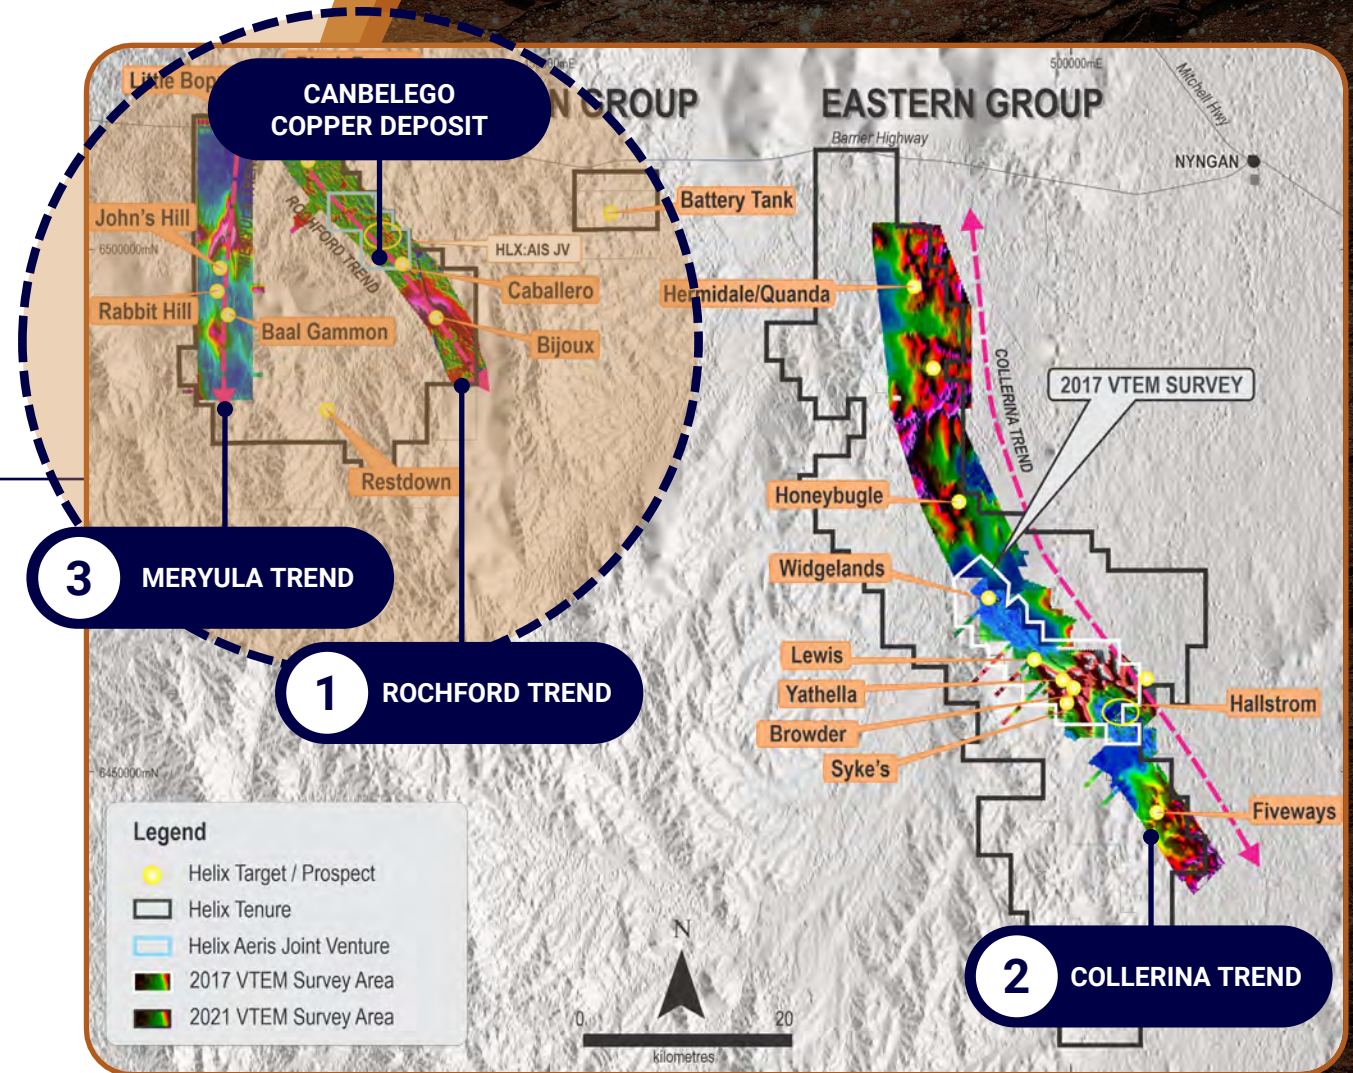 CANBELEGO
COPPER DEPOSIT
Little
N GROUP
EASTERN GROUP
500000mE
Mitchell Hwy
Barrier Highway
NYNGAN
Battery Tank
John's Hill
ROCHFORD TREND
6500000mN
HLX:AIS JV
Caballero
Hermidale/Quanda
Rabbit Hill
Baal Gammon
Bijoux
COLLERINA TREND
2017 VTEM SURVEY
Restdown
Honeybugle
Widgelands
3 MERYULA TREND
Lewis
1 ROCHFORD TREND
Yathella
Hallstrom
Browder
Syke's
6450000mN
Fiveways
Legend
Helix Target / Prospect
Helix Tenure
Helix Aeris Joint Venture
2017 VTEM Survey Area
2021 VTEM Survey Area
N
0 20
kilometres
2 COLLERINA TREND